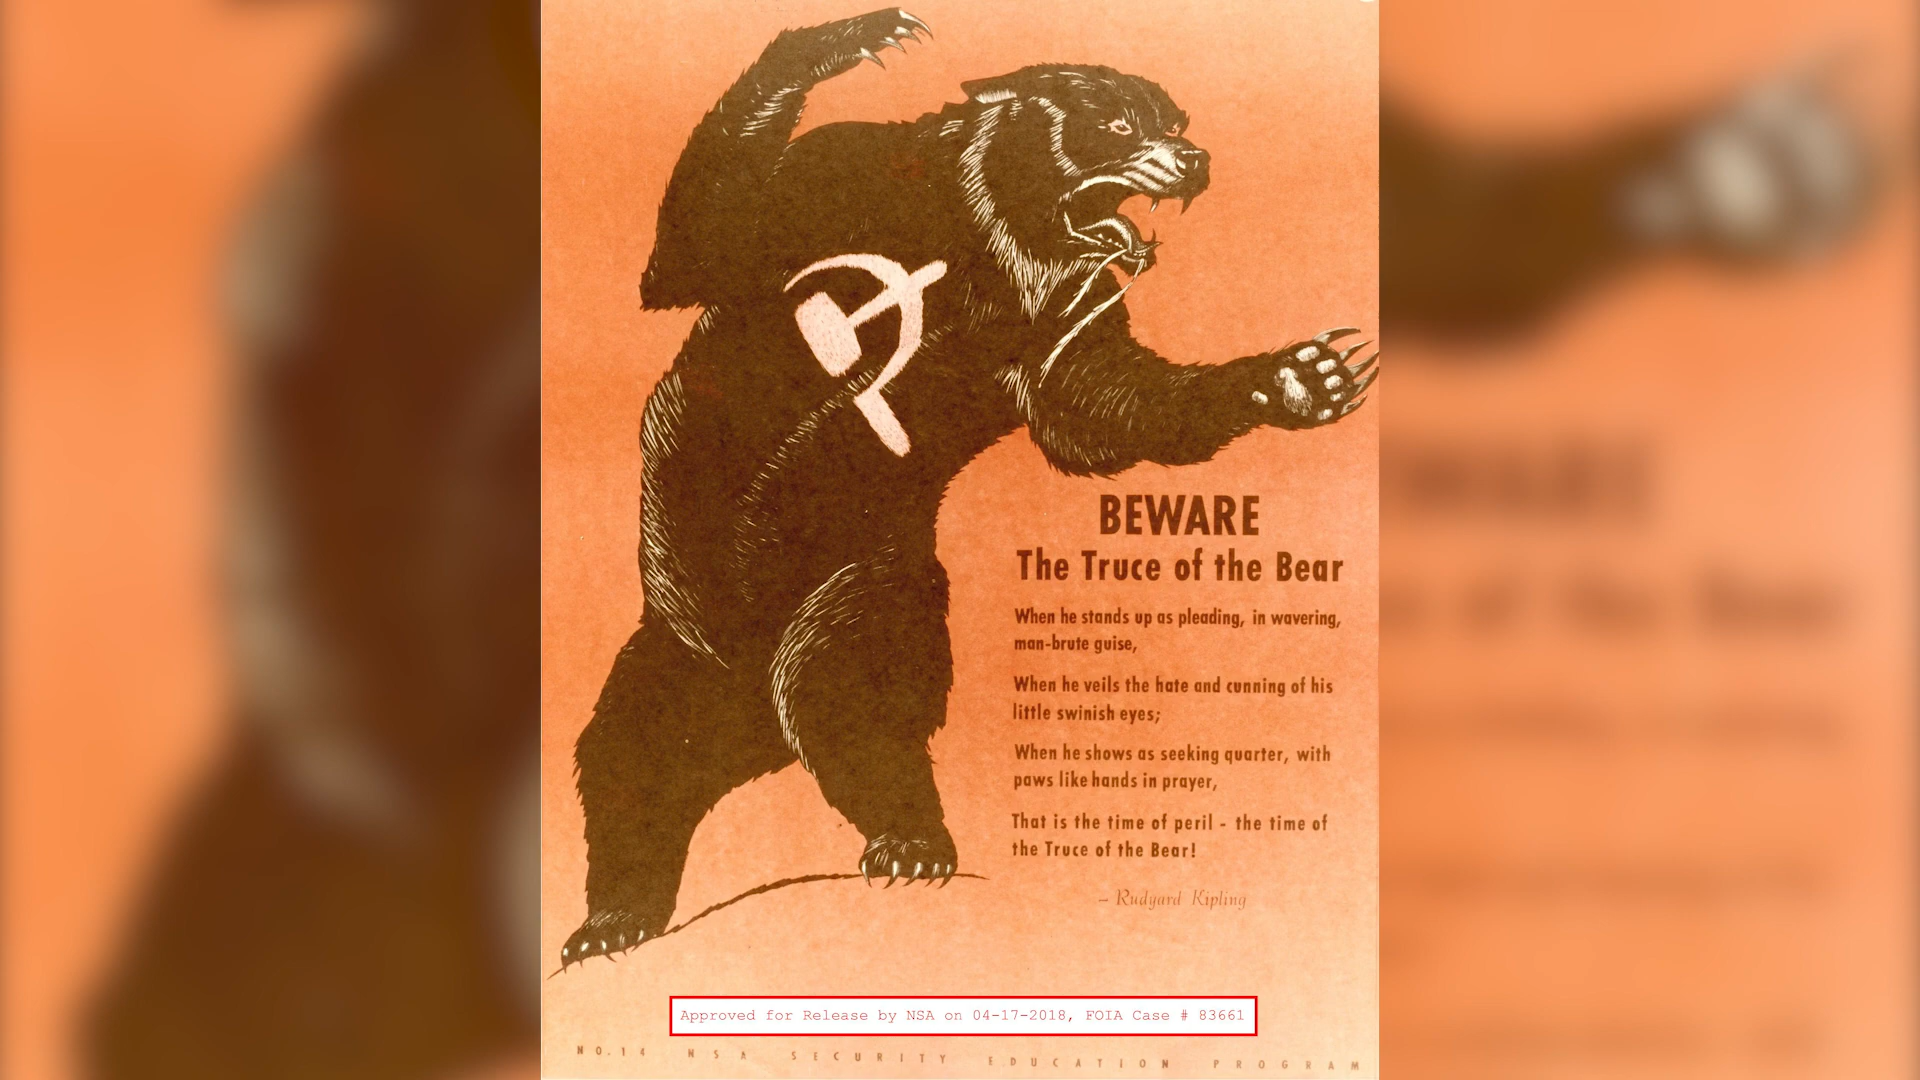 BEWARE
The Truce of the Bear
When he stands up as pleading, in wavering,
man-brute guise,
When he veils the hate and cunning of his
little swinish eyes;
When he shows as seeking quarter, with
paws like hands in prayer,
That is the time of peril - the time of
the Truce of the Bear!
– Rudyard Kipling
Approved for Release by NSA on 04-17-2018, FOIA Case # 83661
NO. 14 NSA SECURITY EDUCATION PROGRAM